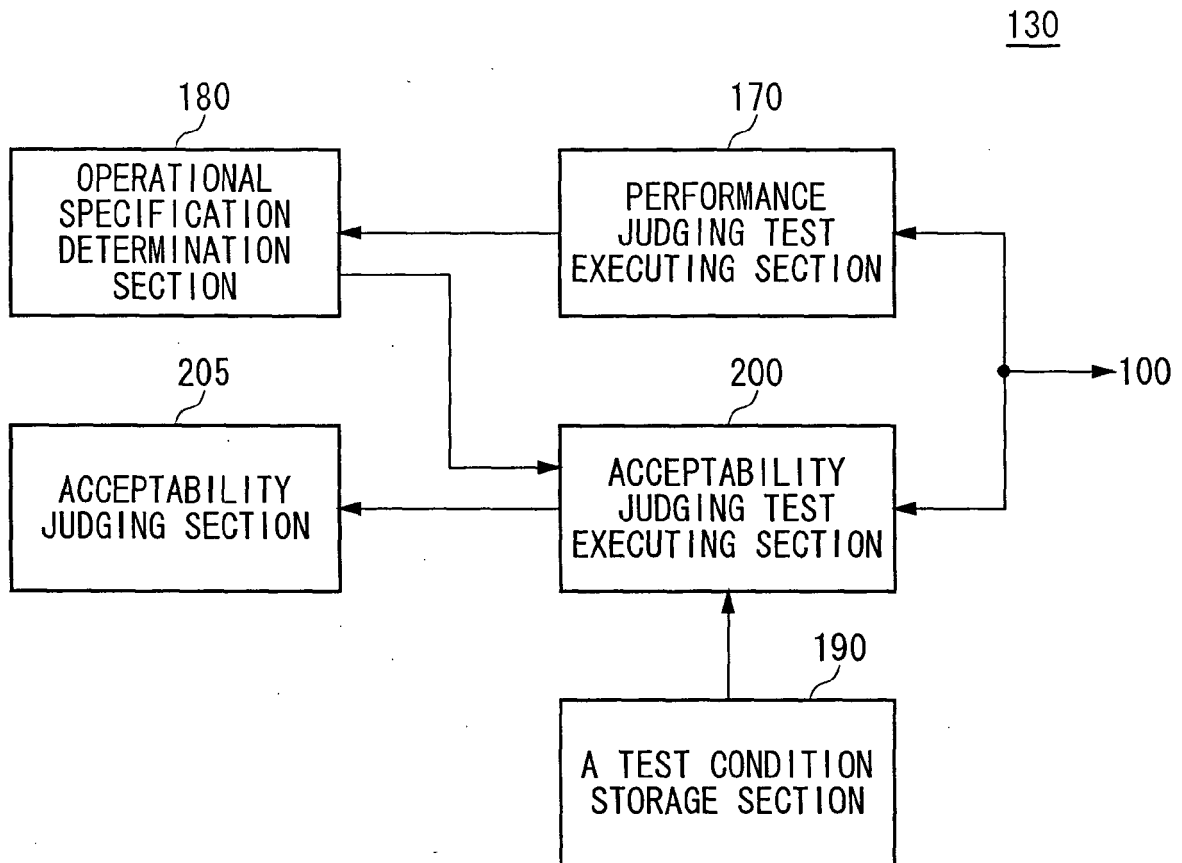 130
180
OPERATIONAL
SPECIFICATION
DETERMINATION
SECTION
170
PERFORMANCE
JUDGING TEST
EXECUTING SECTION
100
205
ACCEPTABILITY
JUDGING SECTION
200
ACCEPTABILITY
JUDGING TEST
EXECUTING SECTION
190
A TEST CONDITION
STORAGE SECTION